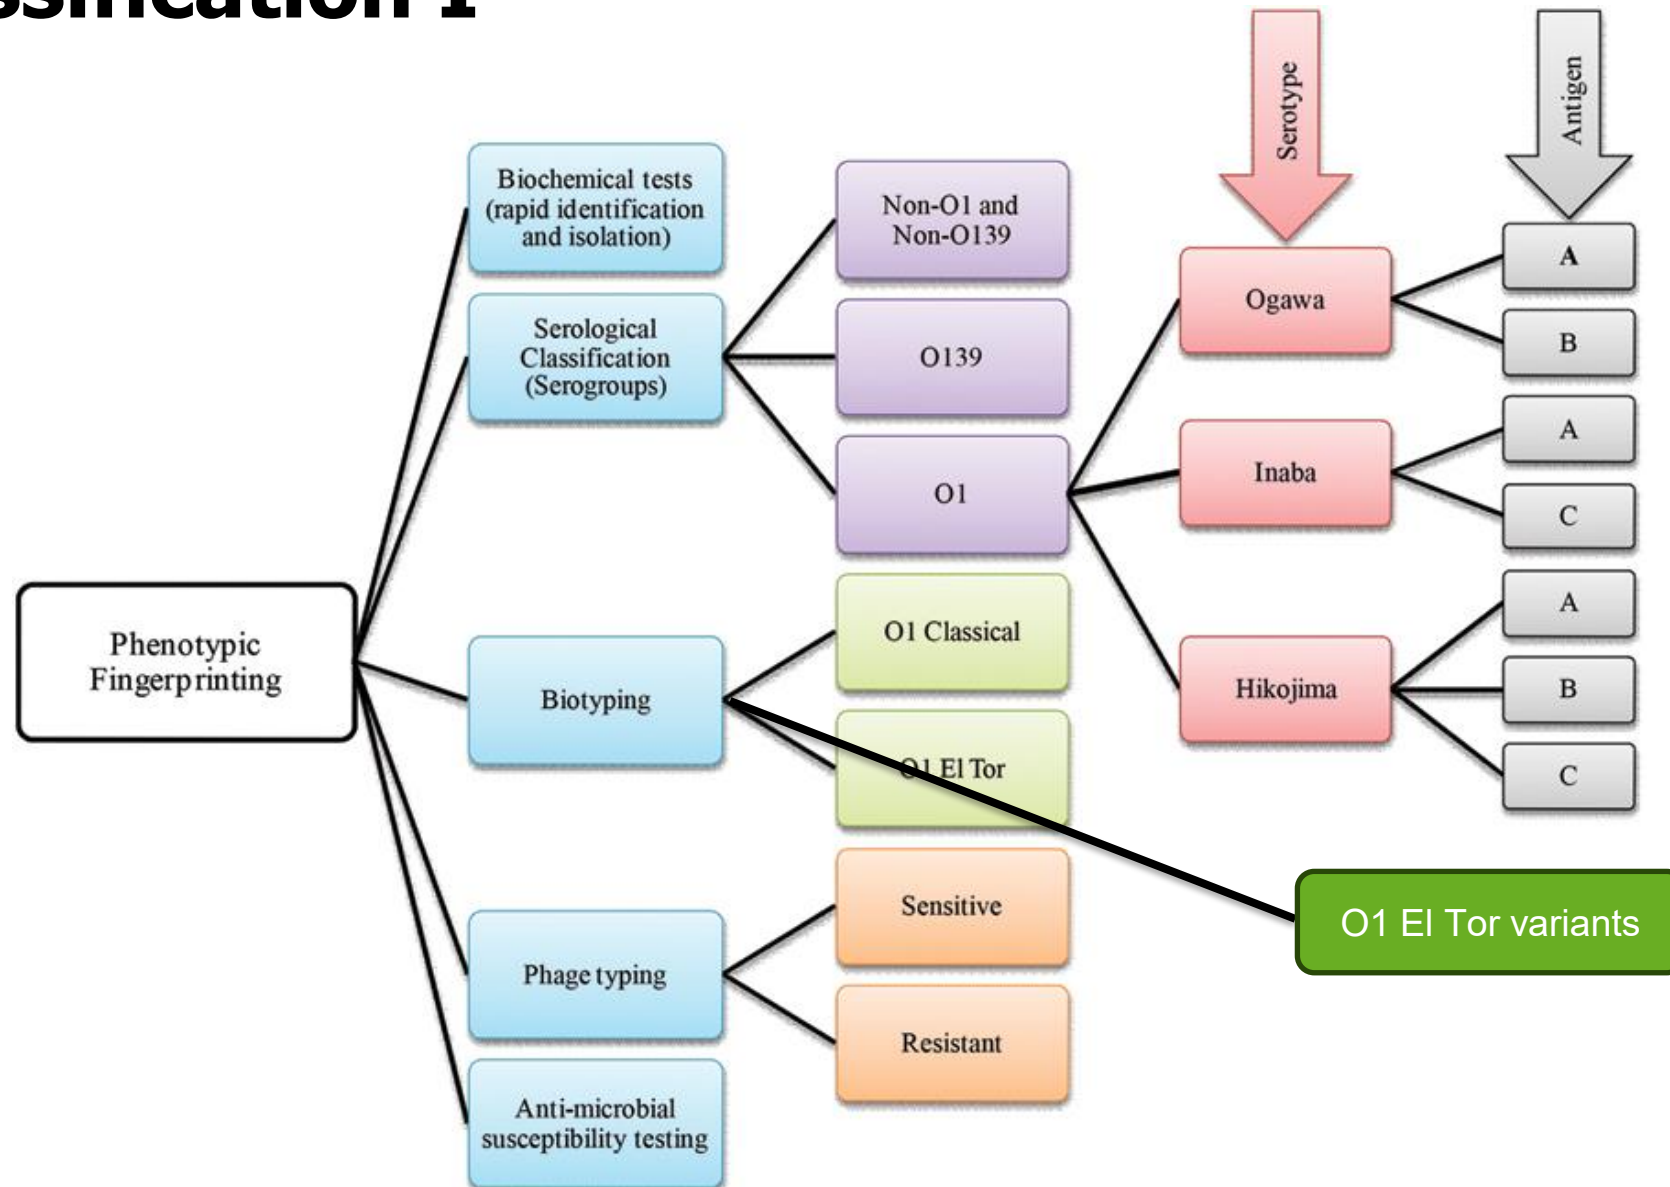 ssification I
Serotype
Antigen
Biochemical tests
(rapid identification
and isolation)
Serological
Classification
(Serogroups)
Non-O1 and
Non-O139
O139
O1
Ogawa
A
B
Inaba
A
C
Hikojima
A
B
C
Phenotypic
Fingerprinting
Biotyping
O1 Classical
O1 El Tor
O1 El Tor variants
Phage typing
Sensitive
Resistant
Anti-microbial
susceptibility testing